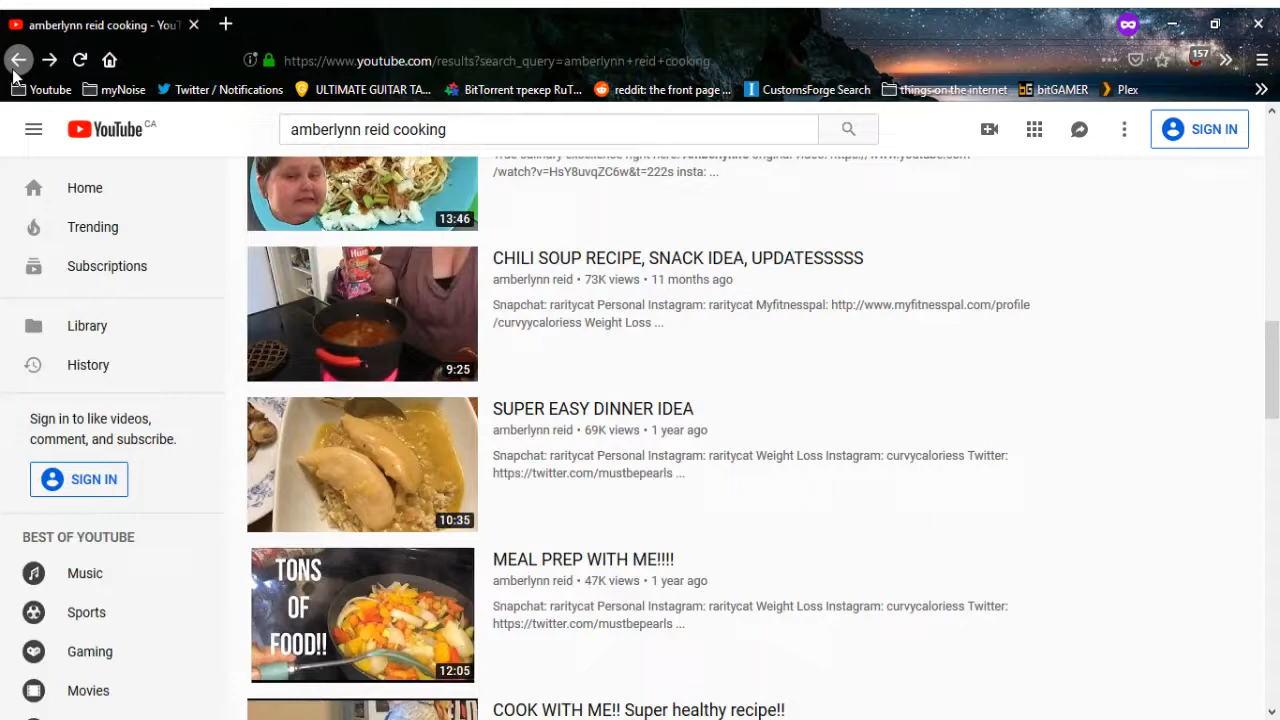 amberlynn reid cooking - YouT
https://www.youtube.com/results?search_query=amberlynn+reid+cooking
157
Youtube myNoise Twitter / Notifications ULTIMATE GUITAR TA... BitTorrent трекер RuT... reddit: the front page ... CustomsForge Search things on the internet bitGAMER Plex
YouTube CA
amberlynn reid cooking
SIGN IN
Home
Trending
Subscriptions
Library
History
Sign in to like videos,
comment, and subscribe.
SIGN IN
BEST OF YOUTUBE
Music
Sports
Gaming
Movies
/watch?v=HsY8uvqZC6w&t=222s insta: ...
13:46
CHILI SOUP RECIPE, SNACK IDEA, UPDATESSSSS
amberlynn reid • 73K views • 11 months ago
Snapchat: raritycat Personal Instagram: raritycat Myfitnesspal: http://www.myfitnesspal.com/profile
/curvyycaloriess Weight Loss ...
9:25
SUPER EASY DINNER IDEA
amberlynn reid • 69K views • 1 year ago
Snapchat: raritycat Personal Instagram: raritycat Weight Loss Instagram: curvycaloriess Twitter:
https://twitter.com/mustbepearls ...
10:35
MEAL PREP WITH ME!!!!
amberlynn reid • 47K views • 1 year ago
Snapchat: raritycat Personal Instagram: raritycat Weight Loss Instagram: curvycaloriess Twitter:
https://twitter.com/mustbepearls ...
TONS
OF
FOOD!!
12:05
COOK WITH ME!! Super healthy recipe!!